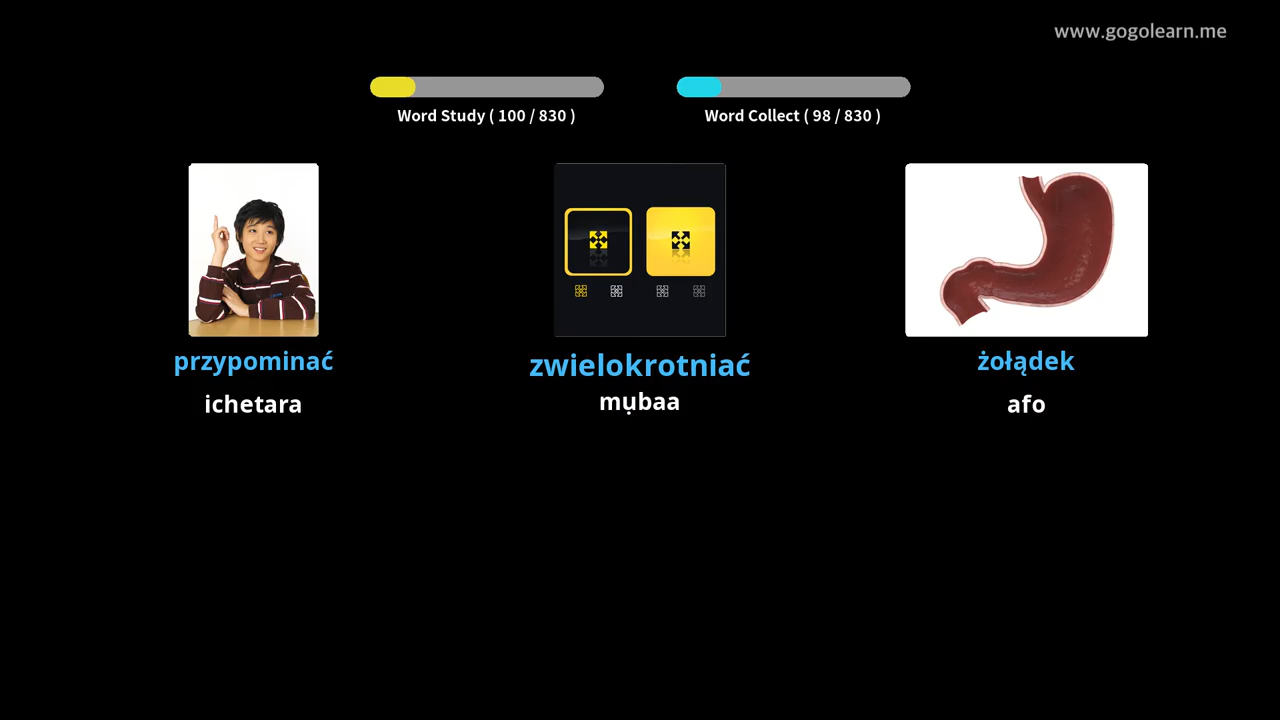 www.gogolearn.me
Word Study ( 100 / 830 )
Word Collect ( 98 / 830 )
przypominać
zwielokrotniać
żołądek
ichetara
mụbaa
afo